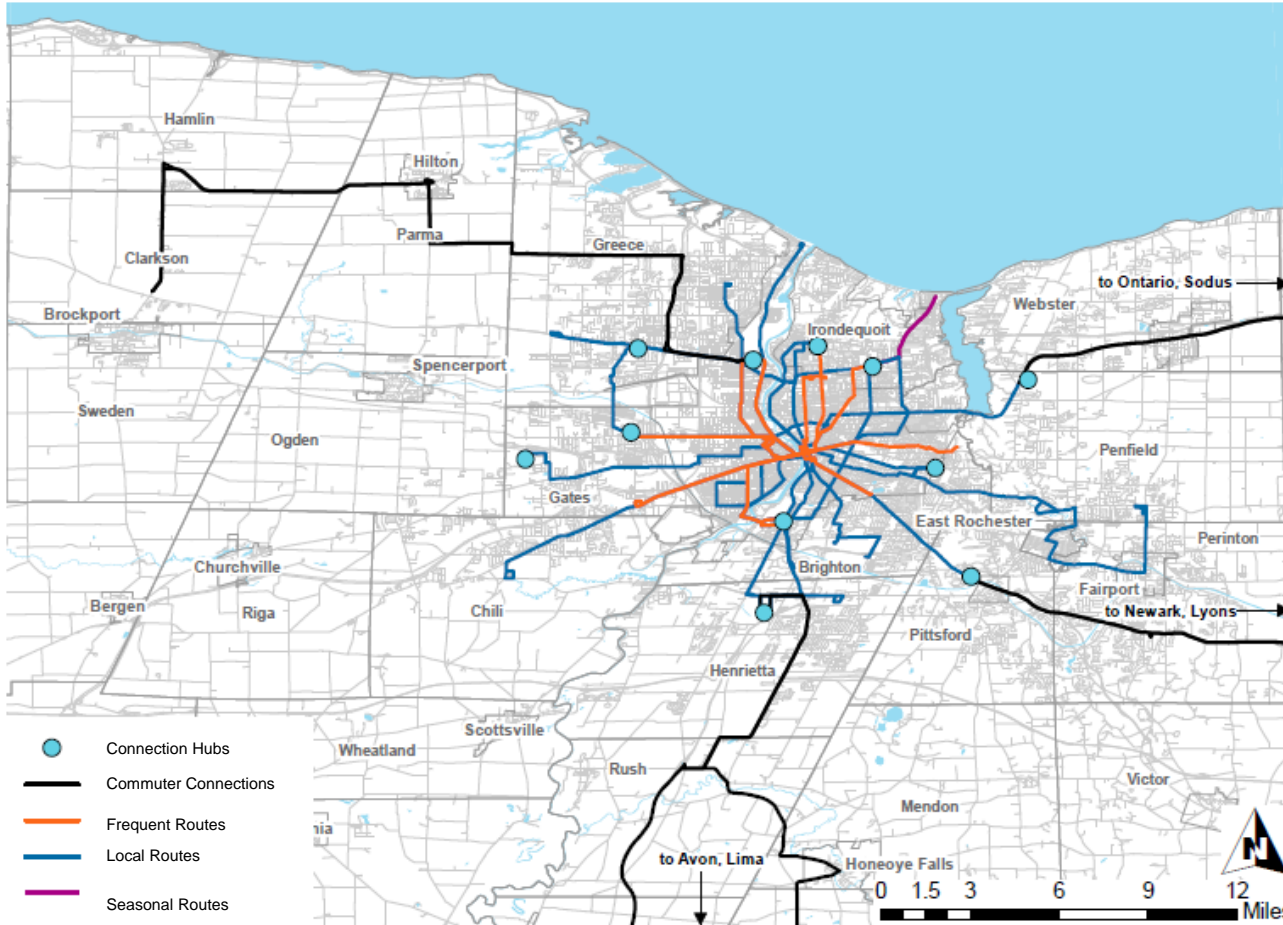 Hamlin
Hilton
Parma
Greece
Clarkson
to Ontario, Sodus
Webster
Brockport
Irondequoit
Spencerport
Sweden
Ogden
Penfield
Gates
East Rochester
Perinton
Churchville
Brighton
Fairport
Bergen
Riga
Chili
to Newark, Lyons
Pittsford
Henrietta
Scottsville
Wheatland
Rush
Victor
Mendon
nia
to Avon, Lima
Honeoye Falls
Connection Hubs
Commuter Connections
Frequent Routes
Local Routes
Seasonal Routes
N
0 1.5 3 6 9 12
Miles